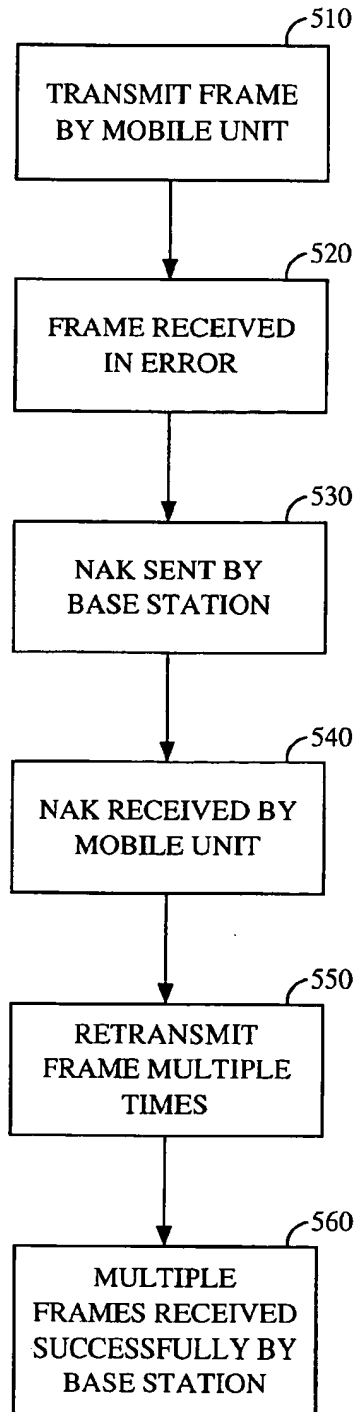 510
TRANSMIT FRAME
BY MOBILE UNIT
520
FRAME RECEIVED
IN ERROR
530
NAK SENT BY
BASE STATION
540
NAK RECEIVED BY
MOBILE UNIT
550
RETRANSMIT
FRAME MULTIPLE
TIMES
560
MULTIPLE
FRAMES RECEIVED
SUCCESSFULLY BY
BASE STATION